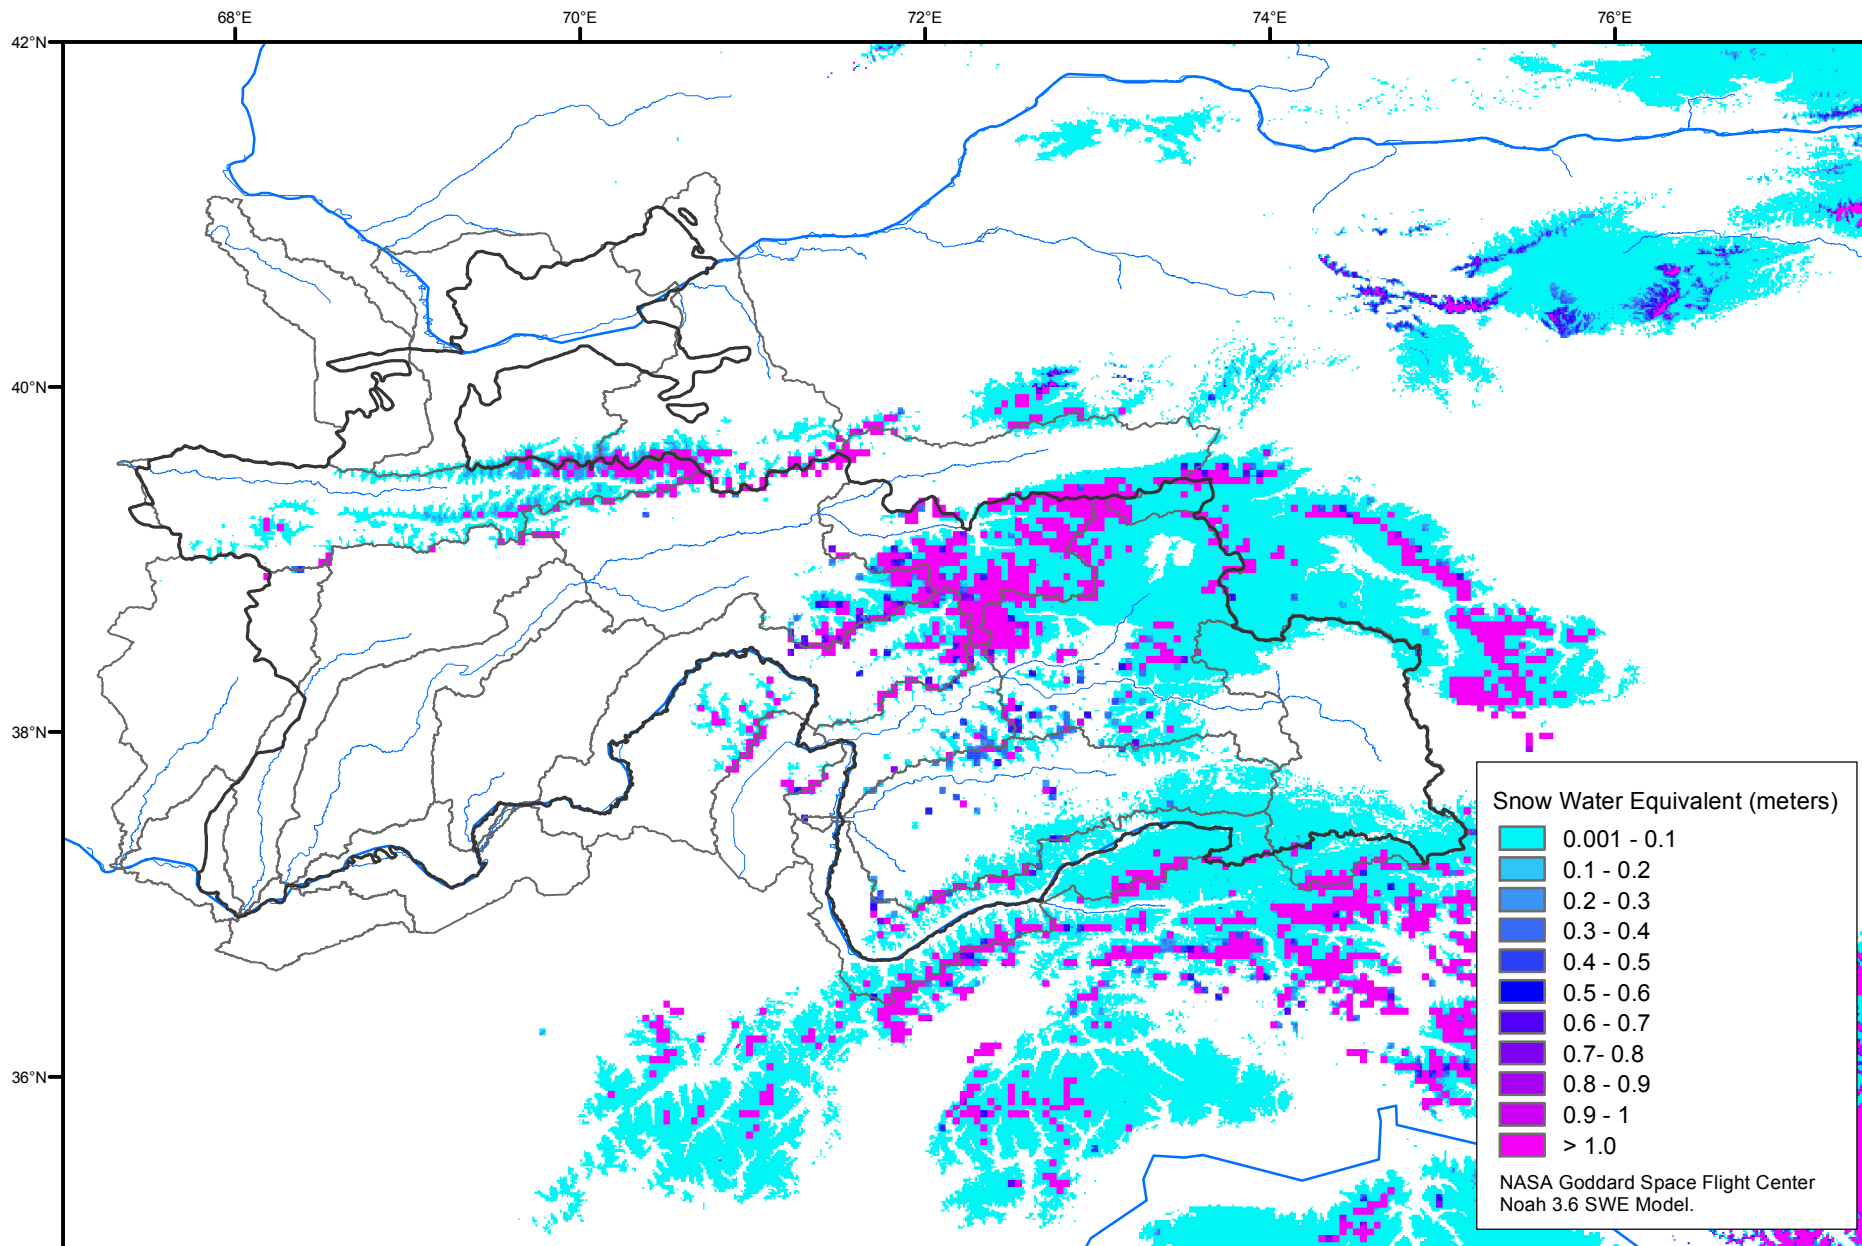 68°E
70°E
72°E
74°E
76°E
42°N
40°N
38°N
36°N
Snow Water Equivalent (meters)
0.001 - 0.1
0.1 - 0.2
0.2 - 0.3
0.3 - 0.4
0.4 - 0.5
0.5 - 0.6
0.6 - 0.7
0.7- 0.8
0.8 - 0.9
0.9 - 1
> 1.0
NASA Goddard Space Flight Center
Noah 3.6 SWE Model.